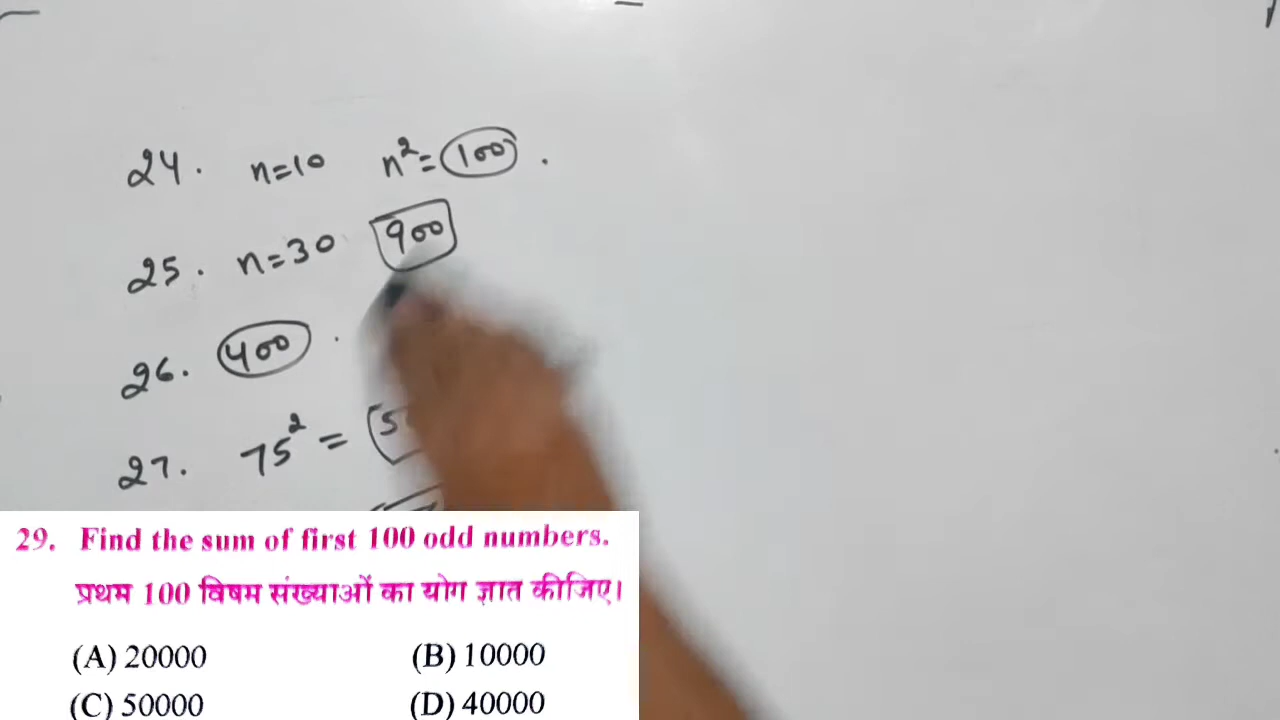 24. n=10 n²= 100 .
25. n=30 900
26. 400 .
27. 75² =
29. Find the sum of first 100 odd numbers.
प्रथम 100 विषम संख्याओं का योग ज्ञात कीजिए।
(A) 20000 (B) 10000
(C) 50000 (D) 40000